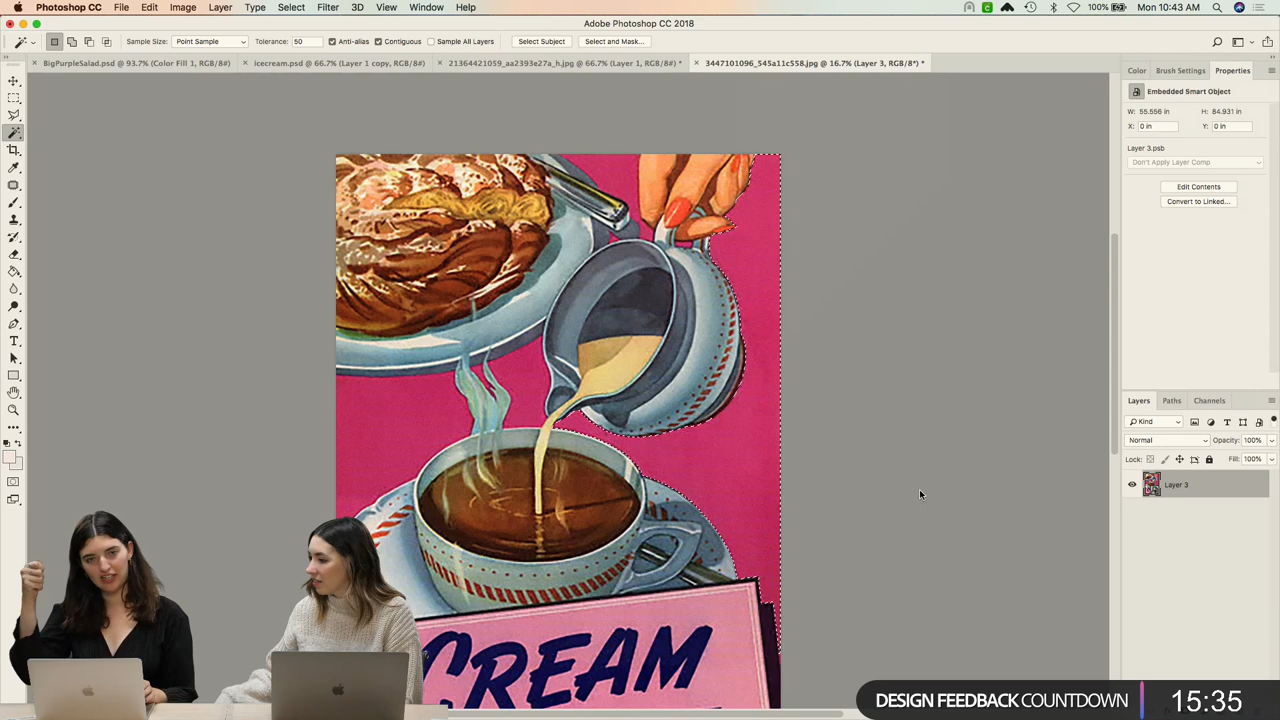 Photoshop CC File Edit Image Layer Type Select Filter 3D View Window Help 100% Mon 10:43 AM
Adobe Photoshop CC 2018
Sample Size: Point Sample Tolerance: 50 Anti-alias Contiguous Sample All Layers Select Subject Select and Mask...
BigPurpleSalad.psd @ 93.7% (Color Fill 1, RGB/8#) icecream.psd @ 66.7% (Layer 1 copy, RGB/8#) 21364421059_aa2393e27a_h.jpg @ 66.7% (Layer 1, RGB/8#) * 3447101096_545a11c558.jpg @ 16.7% (Layer 3, RGB/8*) *
Color Brush Settings Properties
Embedded Smart Object
W: 55.556 in H: 84.931 in
X: 0 in Y: 0 in
Layer 3.psb
Don't Apply Layer Comp
Edit Contents
Convert to Linked...
Layers Paths Channels
Kind
Normal Opacity: 100%
Lock: Fill: 100%
Layer 3
CREAM
DESIGN FEEDBACK COUNTDOWN 15:35